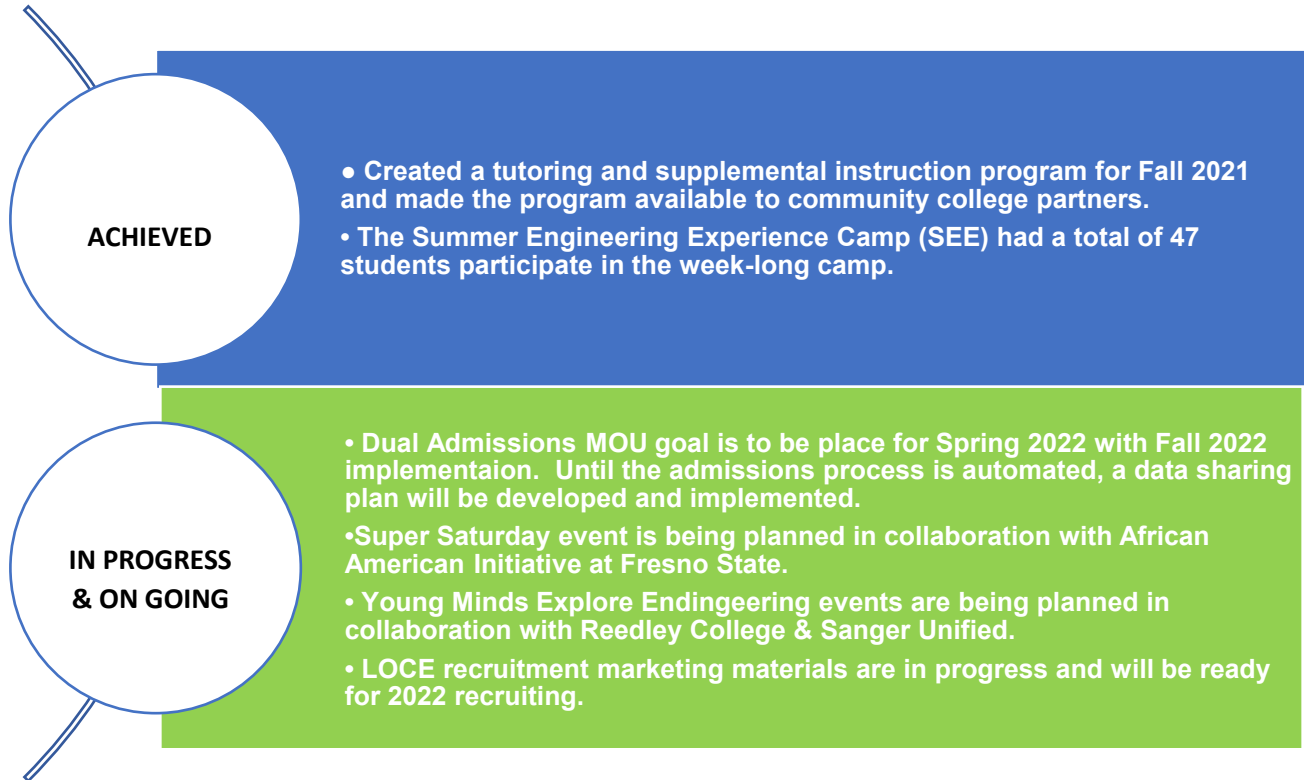 ACHIEVED
● Created a tutoring and supplemental instruction program for Fall 2021
and made the program available to community college partners.
• The Summer Engineering Experience Camp (SEE) had a total of 47
students participate in the week-long camp.
IN PROGRESS
& ON GOING
• Dual Admissions MOU goal is to be place for Spring 2022 with Fall 2022
implementaion. Until the admissions process is automated, a data sharing
plan will be developed and implemented.
•Super Saturday event is being planned in collaboration with African
American Initiative at Fresno State.
• Young Minds Explore Endingeering events are being planned in
collaboration with Reedley College & Sanger Unified.
• LOCE recruitment marketing materials are in progress and will be ready
for 2022 recruiting.